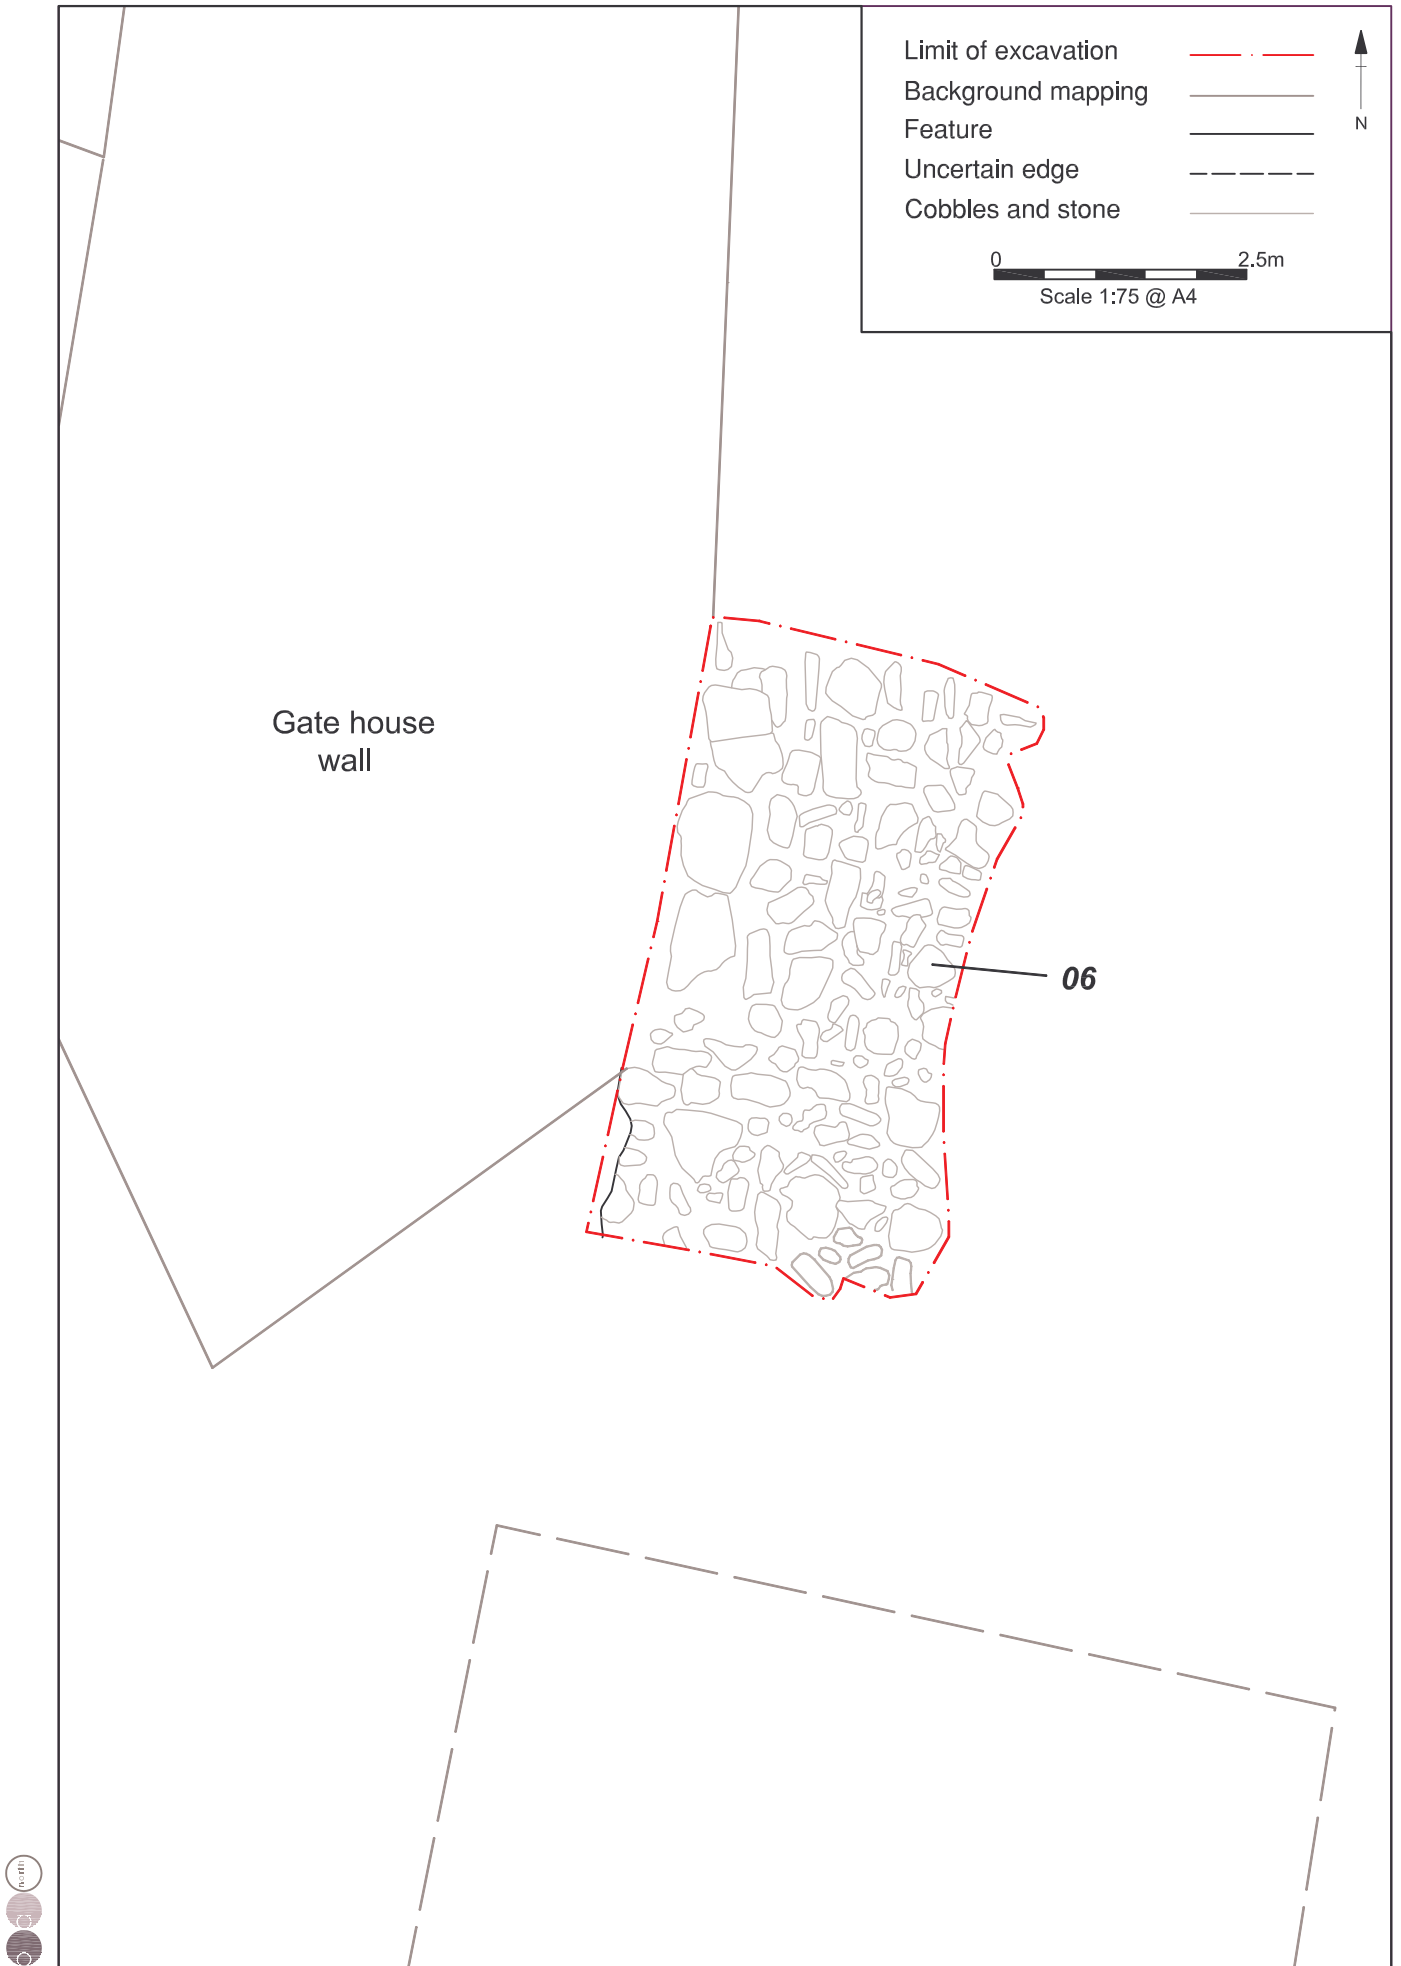 Limit of excavation
Background mapping
Feature
Uncertain edge
Cobbles and stone
N
0 2.5m
Scale 1:75 @ A4
Gate house
wall
06
north